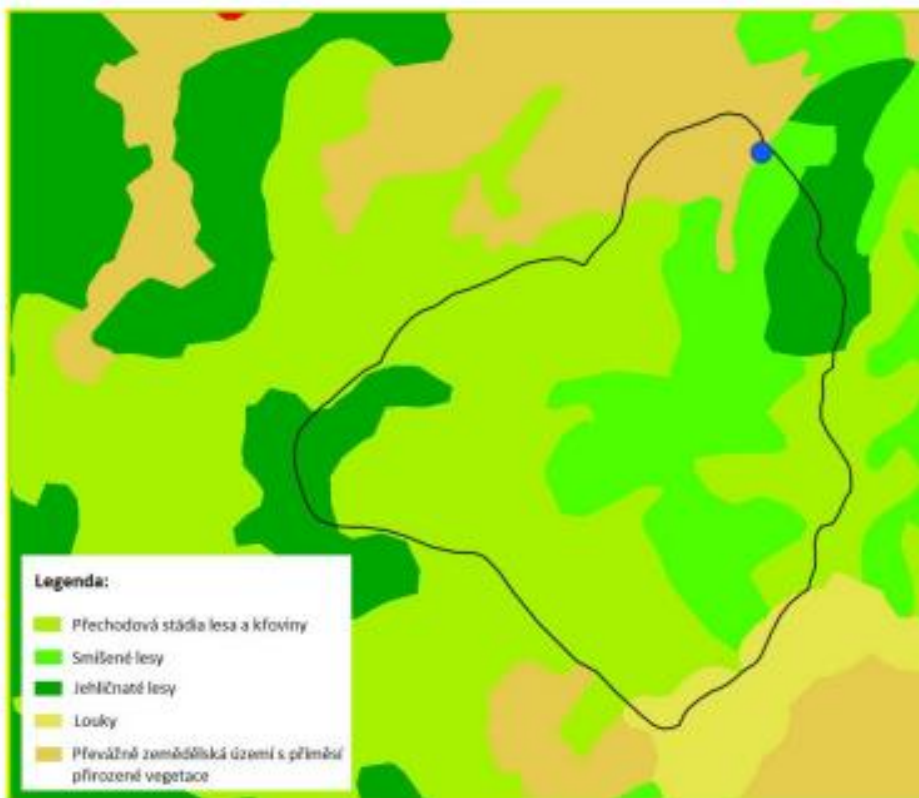 Legenda:
Přechodová stádia lesa a křoviny
Smíšené lesy
Jehličnaté lesy
Louky
Převážně zemědělská území s příměsí
přirozené vegetace